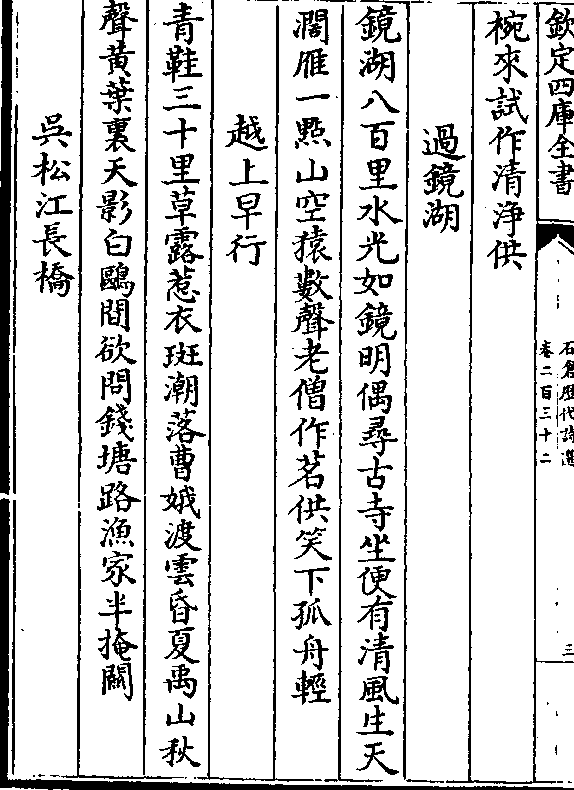 欽定四庫全書
石倉歷代詩選
卷二百三十二
三
椀來試作清淨供
過鏡湖
鏡湖八百里水光如鏡明偶尋古寺坐便有清風生天
濶雁一㸃山空猿數聲老僧作茗供笑下孤舟輕
越上早行
青鞋三十里草露惹衣斑潮落曹娥渡雲昏夏禹山秋
聲黃葉裏天影白鷗間欲問錢塘路漁家半掩闗
吳松江長橋